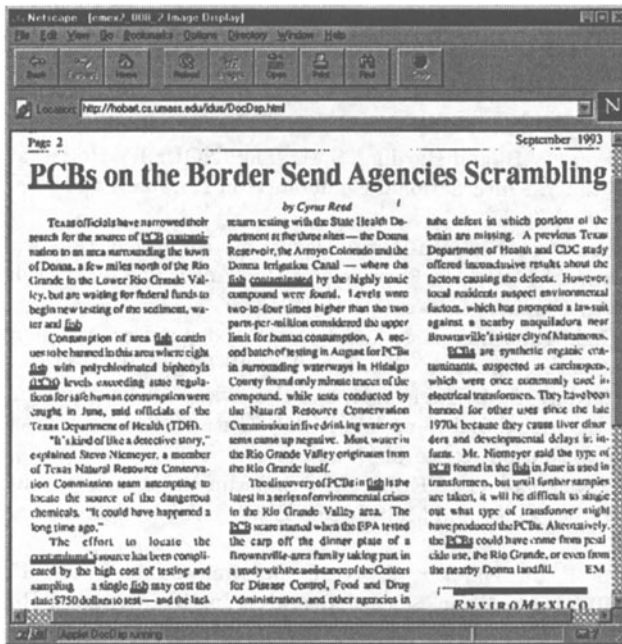 Netscape [emex2_000_2 Image Display]
File Edit View Go Bookmarks Options Directory Window Help
Back Forward Home Reload Images Open Print Find Stop
Location: http://hobart.cs.umass.edu/idus/DocDsp.html
N
Page 2
September 1993
PCBs on the Border Send Agencies Scrambling
by Cyrus Reed
Texas officials have narrowed their
search for the source of PCB contami-
nation to an area surrounding the town
of Donna, a few miles north of the Rio
Grande in the Lower Rio Grande Val-
ley, but are waiting for federal funds to
begin new testing of the sediment, wa-
ter and fish
Consumption of area fish contin
ues to be banned in this area where eight
fish with polychlorinated biphenyls
(PCB) levels exceeding state regula-
tions for safe human consumption were
caught in June, said officials of the
Texas Department of Health (TDH).
"It's kind of like a detective story,"
explained Steve Niemeyer, a member
of Texas Natural Resource Conserva-
tion Commission team attempting to
locate the source of the dangerous
chemicals. "It could have happened a
long time ago."
The effort to locate the
contaminant's source has been compli-
cated by the high cost of testing and
sampling a single fish may cost the
state $750 dollars to test — and the lack
return testing with the State Health De-
partment at the three sites — the Donna
Reservoir, the Arroyo Colorado and the
Donna Irrigation Canal — where the
fish contaminated by the highly toxic
compound were found. Levels were
two-to-four times higher than the two
parts-per-million considered the upper
limit for human consumption. A sec-
ond batch of testing in August for PCBs
in surrounding waterways in Hidalgo
County found only minute traces of the
compound, while tests conducted by
the Natural Resource Conservation
Commission in five drinking water sys
tems came up negative. Most water in
the Rio Grande Valley originates from
the Rio Grande itself.
The discovery of PCBs in fish is the
latest in a series of environmental crises
in the Rio Grande Valley area. The
PCB scare started when the EPA tested
the carp off the dinner plate of a
Brownsville-area family taking part in
a study with the assistance of the Centers
for Disease Control, Food and Drug
Administration, and other agencies in
tube defect in which portions of the
brain are missing. A previous Texas
Department of Health and CDC study
offered inconclusive results about the
factors causing the defects. However,
local residents suspect environmental
factors, which has prompted a lawsuit
against a nearby maquiladora near
Brownsville's sister city of Matamoros.
PCBs are synthetic organic con-
taminants, suspected as carcinogens,
which were once commonly used in
electrical transformers. They have been
banned for other uses since the late
1970s because they cause liver disor
ders and developmental delays in in-
fants. Mr. Niemeyer said the type of
PCB found in the fish in June is used in
transformers, but until further samples
are taken, it will be difficult to single
out what type of transformer might
have produced the PCBs. Alternatively,
the PCBs could have come from pesti
cide use, the Rio Grande, or even from
the nearby Donna landfill. EM
ENVIROMEXICO
Applet DocDsp running